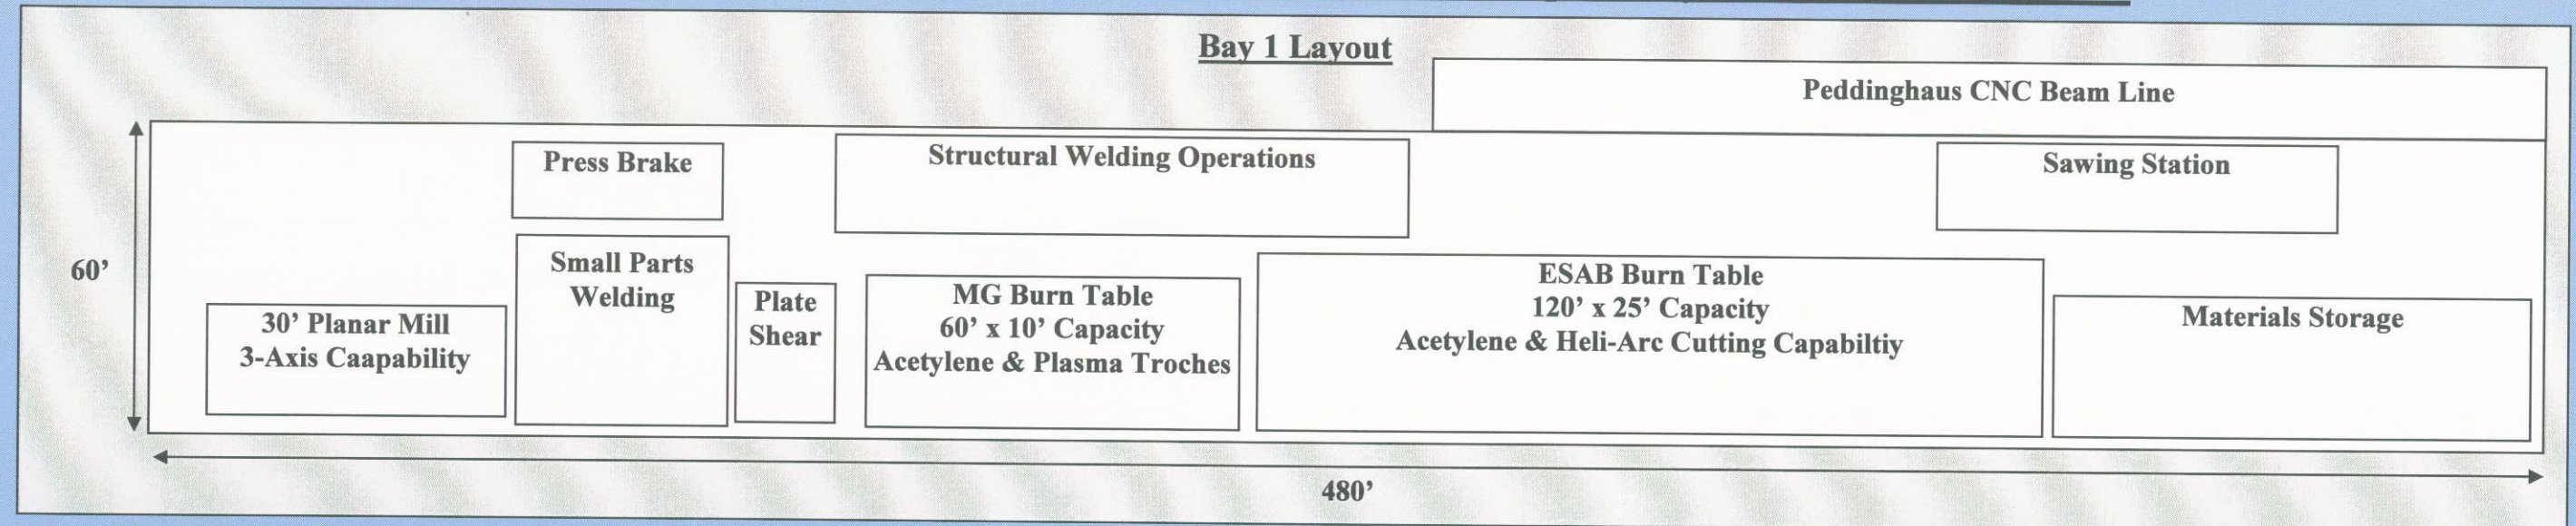 Bay 1 Layout
Peddinghaus CNC Beam Line
Press Brake
Structural Welding Operations
Sawing Station
60’
Small Parts
Welding
Plate
Shear
30’ Planar Mill
3-Axis Caapability
MG Burn Table
60’ x 10’ Capacity
Acetylene & Plasma Troches
ESAB Burn Table
120’ x 25’ Capacity
Acetylene & Heli-Arc Cutting Capabiltiy
Materials Storage
480’